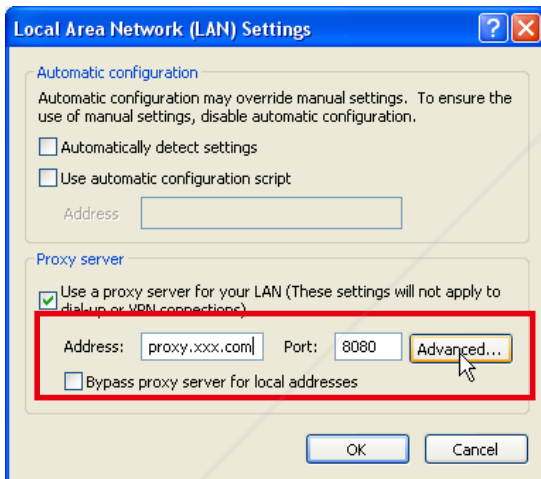 Local Area Network (LAN) Settings
Automatic configuration
Automatic configuration may override manual settings. To ensure the
use of manual settings, disable automatic configuration.
Automatically detect settings
Use automatic configuration script
Address
Proxy server
Use a proxy server for your LAN (These settings will not apply to
dial-up or VPN connections)
Address: proxy.xxx.com Port: 8080 Advanced...
Bypass proxy server for local addresses
OK Cancel